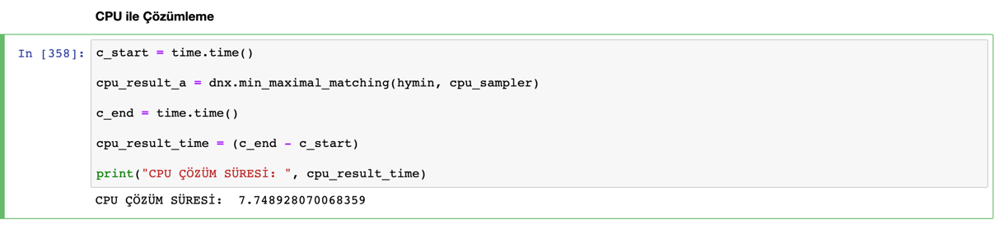 CPU ile Çözümleme
In [358]: c_start = time.time()
cpu_result_a = dnx.min_maximal_matching(hymin, cpu_sampler)
c_end = time.time()
cpu_result_time = (c_end - c_start)
print("CPU ÇÖZÜM SÜRESİ: ", cpu_result_time)
CPU ÇÖZÜM SÜRESİ:  7.748928070068359